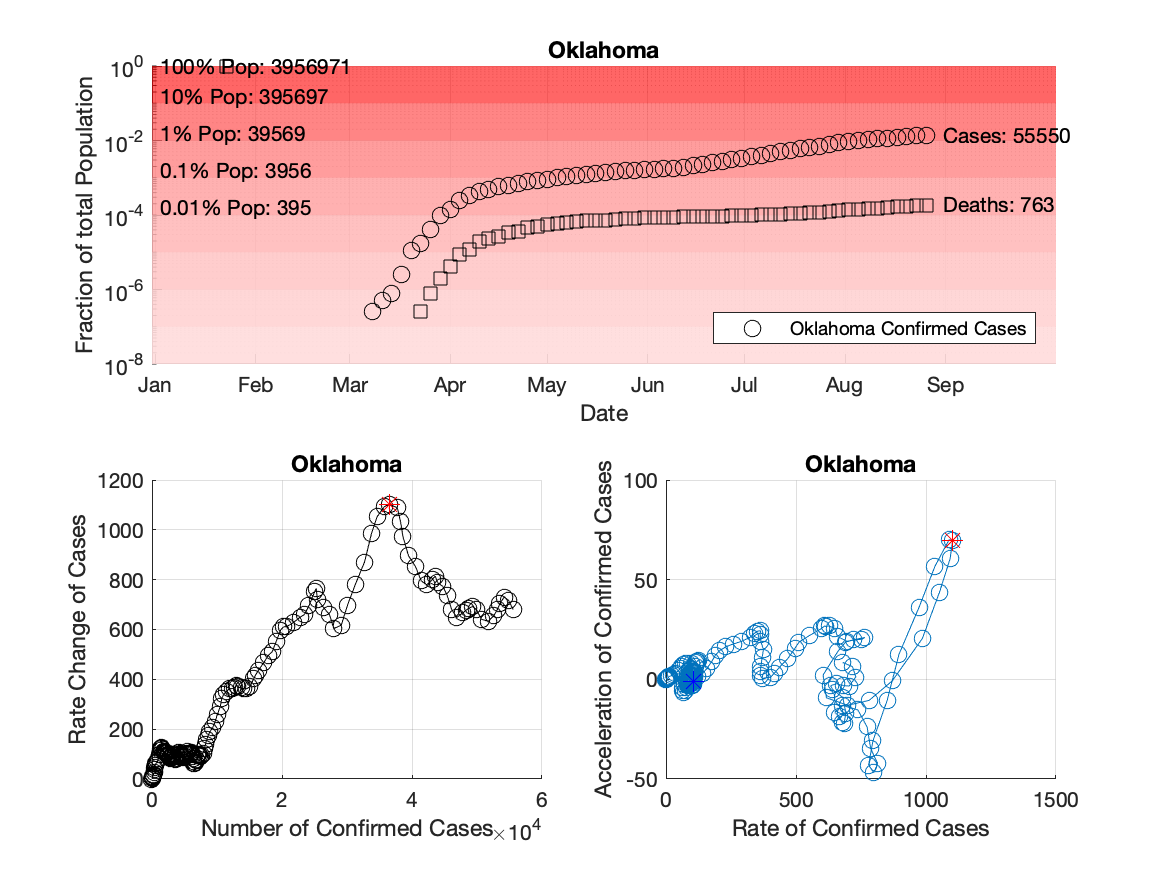 Oklahoma
10^0
10^-2
10^-4
10^-6
10^-8
Fraction of total Population
100% Pop: 3956971
10% Pop: 395697
1% Pop: 39569
0.1% Pop: 3956
0.01% Pop: 395
Cases: 55550
Deaths: 763
Oklahoma Confirmed Cases
Jan Feb Mar Apr May Jun Jul Aug Sep
Date
Oklahoma
1200
1000
800
600
400
200
0
Rate Change of Cases
0 2 4 6
Number of Confirmed Cases ×10^4
Oklahoma
100
50
0
-50
Acceleration of Confirmed Cases
0 500 1000 1500
Rate of Confirmed Cases